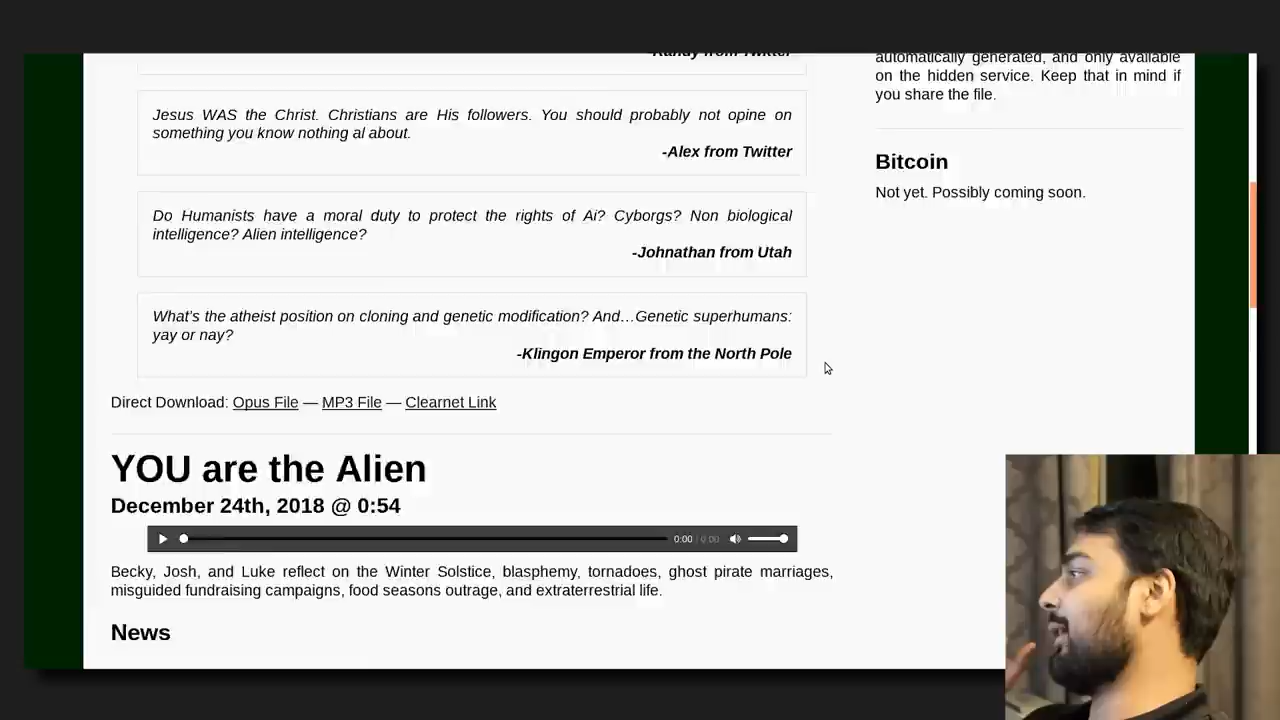 -Randy from Twitter
Jesus WAS the Christ. Christians are His followers. You should probably not opine on
something you know nothing al about.
-Alex from Twitter
Do Humanists have a moral duty to protect the rights of Ai? Cyborgs? Non biological
intelligence? Alien intelligence?
-Johnathan from Utah
What's the atheist position on cloning and genetic modification? And…Genetic superhumans:
yay or nay?
-Klingon Emperor from the North Pole
Direct Download: Opus File — MP3 File — Clearnet Link
YOU are the Alien
December 24th, 2018 @ 0:54
0:00 / 0:00
Becky, Josh, and Luke reflect on the Winter Solstice, blasphemy, tornadoes, ghost pirate marriages,
misguided fundraising campaigns, food seasons outrage, and extraterrestrial life.
News
automatically generated, and only available
on the hidden service. Keep that in mind if
you share the file.
Bitcoin
Not yet. Possibly coming soon.